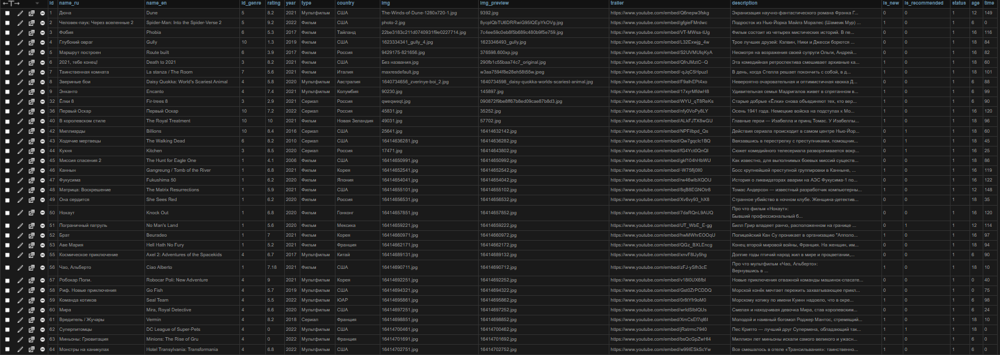 id name_ru name_en id_genre rating year type country img img_preview trailer description is_new is_recommended status age time
1 Дюна Dune 5 8.2 2021 Мультфильм США The-Winds-of-Dune-1280x720-1.jpg 9392.jpg https://www.youtube.com/embed/Q6nepw3fskg Экранизация научно-фантастического романа Фрэнка Г... 0 0 1 12 149
2 Человек-паук: Через вселенные 2 Spider-Man: Into the Spider-Verse 2 5 9.2 2022 Фильм США photo-2.jpg 8ycplQbTU6DRRwiG95IQEpYkOVg.jpg https://www.youtube.com/embed/gfgieFMrdwc Подросток из Нью-Йорка Майлз Моралес (Шамеик Мур) ... 0 0 1 6 0
3 Фобия Phobia 6 5.3 2017 Фильм Тайланд 22be3183c211d0740931f9e0227714.jpg 7c4ee59c0eb8f5b689c480b9f5e759.jpg https://www.youtube.com/embed/VT-MWsa-tUg Фильм состоит из четырех мистических историй. В пе... 0 0 1 16 116
4 Глубокий овраг Gully 10 1.3 2019 Фильм США 1623334341_gully_4.jpg 1623346493_gully.jpg https://www.youtube.com/embed/L32Exwjg_4w Трое лучших друзей: Кэлвин, Ники и Джесси борются ... 0 0 1 18 84
5 Маршрут построен Route built 6 3.9 2017 Фильм Россия 9429175-821656.jpg 376598.600xp.jpg https://www.youtube.com/embed/S2UVMUIqKyA Несмотря на возражения своей супруги Ольги, Андрей... 0 0 1 16 82
6 2021, тебе конец! Death to 2021 3 8.2 2021 Фильм США Без названия.jpg 290fb1c55baa74c7_original.jpg https://www.youtube.com/embed/QfnJMztC--Q Эта комедийная ретроспектива смешивает архивные ка... 0 0 1 18 60
7 Таинственная комната La stanza / The Room 7 5.6 2021 Фильм Италия maxresdefault.jpg w3aa7594f8e28eh58t55w.jpeg https://www.youtube.com/embed/-qJqC5HpuzI В день, когда Стелла решает покончить с собой, в д... 1 0 1 18 101
8 Звериные бои Daisy Quokka: World's Scariest Animal 4 5.8 2020 Мультфильм Австралия 1640734656_zverinye-boi_2.jpg 1640734598_daisy-quokka-worlds-scariest-animal.jpg https://www.youtube.com/embed/F9alhEPt4xo Невероятно очаровательная и оптимистичная квокка Д... 0 0 1 6 88
9 Энканто Encanto 4 7.4 2021 Мультфильм Колумбия 90230.jpg 145897.jpg https://www.youtube.com/embed/17xyrMfdwH8 Удивительная семья Мадригалов живет в спрятанном в... 1 0 1 6 99
32 Ёлки 8 Fir-trees 8 3 2.9 2021 Сериал Россия qweqweqt.jpg 090872f9be8ff67b8ed09cae87b8d3.jpg https://www.youtube.com/embed/WYU_qT8ReKs Старые добрые «Ёлки» снова объединяют тех, кто вер... 1 0 1 6 90
36 Первый Оскар Первый Оскар 10 7.2 2022 Сериал Россия 45831.jpg 35252.jpg https://www.youtube.com/embed/nfy0VoPy8LY Осень 1941 года. Немецкие войска на подступах к Мо... 1 0 1 16 120
40 В королевском стиле The Royal Treatment 10 10 2021 Фильм Новая Зеландия 49031.jpg 57702.jpg https://www.youtube.com/embed/ALkFJTX8wGU Главные герои — Изабелла и принц Томас. У Изабеллы... 1 0 1 18 96
42 Миллиарды Billions 10 8.4 2016 Сериал США 25641.jpg 16414632142.jpg https://www.youtube.com/embed/NPFilbpd_Qs Действия сериала происходит в самом центре Нью-Йор... 0 1 1 18 60
43 Ходячие мертвецы The Walking Dead 6 8.2 2010 Сериал США 16414636281.jpg 16414636282.jpg https://www.youtube.com/embed/Qw7gqcIc1BQ Ввязавшись в перестрелку с преступниками, помощник... 0 1 1 18 45
44 Кухня Kitchen 3 8.5 2020 Сериал Россия 17471.jpg 16414643802.jpg https://www.youtube.com/embed/fG4Yct0QnQI Сюжет комедийного телесериала разворачивается вокр... 0 1 1 16 25
45 Миссия спасения 2 The Hunt for Eagle One 1 4.1 2006 Фильм США 16414650991.jpg 16414650992.jpg https://www.youtube.com/embed/gkf104hHbWU Как известно, для выполнимых боевых миссий существ... 0 0 1 18 86
46 Каннын Gangreung / Tomb of the River 1 6.8 2021 Фильм Корея 16414652541.jpg 16414652542.jpg https://www.youtube.com/embed/-W75flj0lI0 Босс крупнейшей преступной группировки в Канныне, ... 1 0 1 16 119
47 Фукусима Fukushima 50 1 6.2 2020 Фильм Япония 16414654041.jpg 16414654042.jpg https://www.youtube.com/embed/rw46wIbXQOU История о ликвидаторах аварии на АЭС Фукусима-1 по... 0 0 1 16 122
48 Матрица: Воскрешение The Matrix Resurrections 1 5.9 2021 Фильм США 16414655101.jpg 16414655102.jpg https://www.youtube.com/embed/8qB8EGNOtr8 Томас Андерсон — известный разработчик компьютерны... 1 0 1 12 148
49 Она сердится She Sees Red 1 6.2 2020 Фильм Россия 16414656531.jpg 16414656532.jpg https://www.youtube.com/embed/Xv6vy93_hX8 Странное убийство в ночном клубе. Женщина-детектив... 0 0 1 18 35
50 Нокаут Knock Out 1 6.8 2020 Фильм Гонконг 16414657851.jpg 16414657852.jpg https://www.youtube.com/embed/7daRQnL9AUQ Про что фильм «Нокаут»: 0 0 1 16 120
Бывший профессиональный б...
51 Пограничный патруль No Man's Land 1 5.6 2020 Фильм Мексика 16414659221.jpg 16414659222.jpg https://www.youtube.com/embed/UT_WbE_E-gg Билл Грир владеет ранчо, расположенном на границе ... 0 1 1 12 114
52 Брат Beuradeo 1 7 2021 Фильм Корея 16414660971.jpg 16414660972.jpg https://www.youtube.com/embed/hwMWhrEOOqU Полицейский Кан Су проникает в организацию "Апполо... 1 0 1 16 97
53 Аве Мария Hell Hath No Fury 1 5.2 2021 Фильм Франция 16414662171.jpg 16414662172.jpg https://www.youtube.com/embed/QGz_BXLEncg Конец второй мировой войны, Франция. На женщин, им... 0 0 1 18 94
55 Космическое приключение Axel 2: Adventures of the Spacekids 4 6.7 2017 Мультфильм Китай 16414689131.jpg 16414689132.jpg https://www.youtube.com/embed/xnvF8IJy5hg Долгие годы птичий народ жил в мире и процветании,... 0 0 1 6 90
56 Чао, Альберто Ciao Alberto 1 7.18 2021 Фильм США 16414690711.jpg 16414690712.jpg https://www.youtube.com/embed/zFJ-ySfh3cE Про что мультфильм «Чао, Альберто»: 1 0 1 18 10
Вернувшись в ...
57 Робокар Поли. Robocar Poli: New Adventure 4 9 2021 Мультфильм Корея 16414692251.jpg 16414692252.jpg https://www.youtube.com/embed/v18I0UX6fbI Новые приключения отважной команды машинок-спасате... 1 0 1 0 40
58 Риф. Новые приключения Go Fish 4 5.7 2019 Мультфильм США 16414694321.jpg 16414694322.jpg https://www.youtube.com/embed/Gst0ZrPCDDQ Морской конёк мечтает пережить захватывающее прикл... 0 0 1 0 75
59 Команда котиков Seal Team 4 5.5 2022 Мультфильм ЮАР 16414695861.jpg 16414695862.jpg https://www.youtube.com/embed/0r8tYfr9oM0 Морскому котику по имени Куинн надоело, что в окре... 1 0 1 6 98
60 Мира Mira, Royal Detective 4 6.6 2020 Мультфильм США 16414697251.jpg 16414697252.jpg https://www.youtube.com/embed/wrIdSIbIQUs Смелая и находчивая девочка Мира, став королевским... 0 0 1 6 24
61 Вредитель / Жучары Vermin 4 8.2 2018 Сериал Франция 16414698851.jpg 16414698852.jpg https://www.youtube.com/embed/XmCsEf7qI6I Молодой и наивный богомол Роджер Мантос, стремящий... 1 0 1 18 10
62 Суперпитомцы DC League of Super-Pets 4 0 2022 Мультфильм США 16414700461.jpg 16414700462.jpg https://www.youtube.com/embed/jRatrmc7940 Пес Крипто — лучший друг Супермена, обладающий так... 1 1 1 18 0
63 Миньоны: Грювитация Minions: The Rise of Gru 4 0 2022 Мультфильм Франция 16414701691.jpg 16414701692.jpg https://www.youtube.com/embed/bsQcGpZwHl4 Миллион лет миньоны искали самого великого и ужасн... 1 0 1 6 0
64 Монстры на каникулах Hotel Transylvania: Transformania 4 6.8 2022 Мультфильм США 16414702751.jpg 16414702752.jpg https://www.youtube.com/embed/w99IESkScYw Все смешалось в отеле «Трансильвания»: таинственно... 1 0 1 6 0